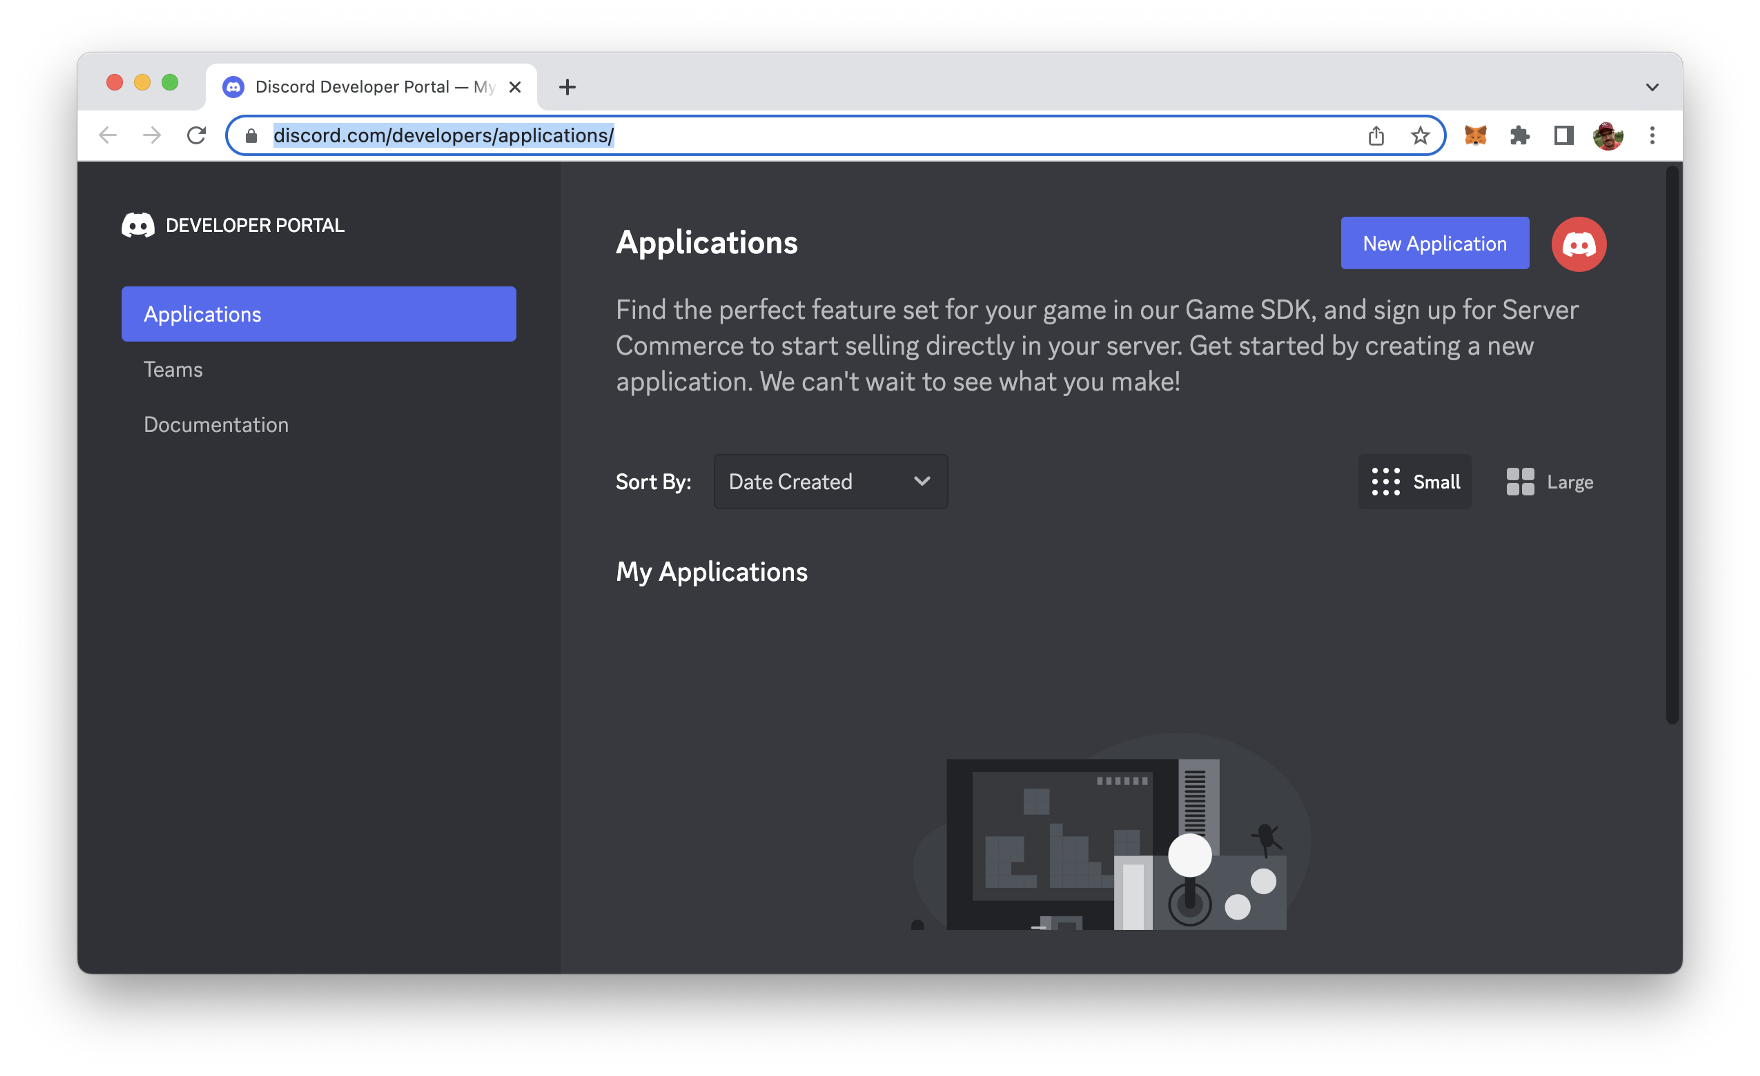 Discord Developer Portal — My
discord.com/developers/applications/
DEVELOPER PORTAL
Applications
Teams
Documentation
Applications
New Application
Find the perfect feature set for your game in our Game SDK, and sign up for Server
Commerce to start selling directly in your server. Get started by creating a new
application. We can't wait to see what you make!
Sort By:
Date Created
Small
Large
My Applications